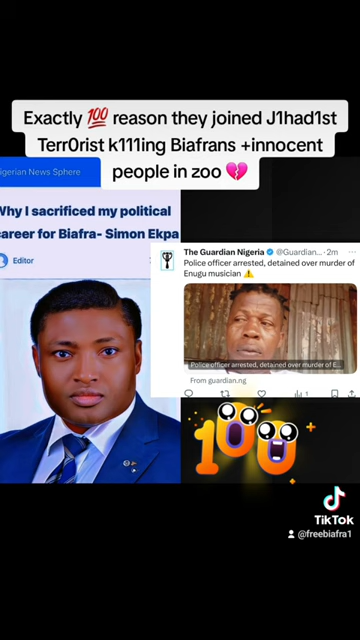 Exactly 💯 reason they joined J1had1st
Terr0rist k111ing Biafrans +innocent
people in zoo 💔
igerian News Sphere
Why I sacrificed my political
career for Biafra- Simon Ekpa
Editor
The Guardian Nigeria @Guardian... · 2m
Police officer arrested, detained over murder of
Enugu musician ⚠️
Police officer arrested, detained over murder of E...
From guardian.ng
1
100
TikTok
@freebiafra1